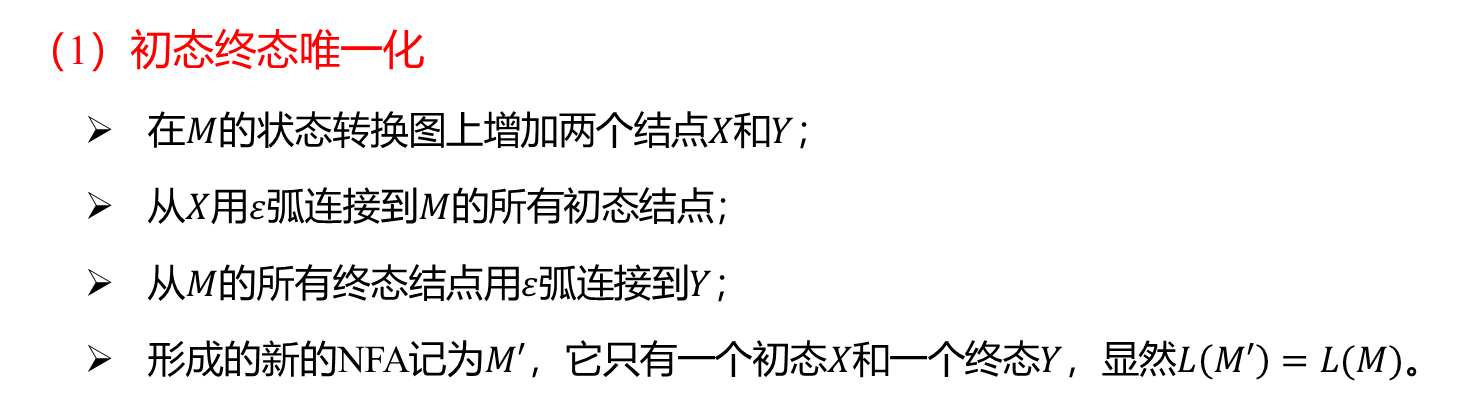 （1）初态终态唯一化
➢ 在𝑀的状态转换图上增加两个结点𝑋和𝑌；
➢ 从𝑋用𝜀弧连接到𝑀的所有初态结点；
➢ 从𝑀的所有终态结点用𝜀弧连接到𝑌；
➢ 形成的新的NFA记为𝑀′，它只有一个初态𝑋和一个终态𝑌，显然𝐿(𝑀′) = 𝐿(𝑀)。